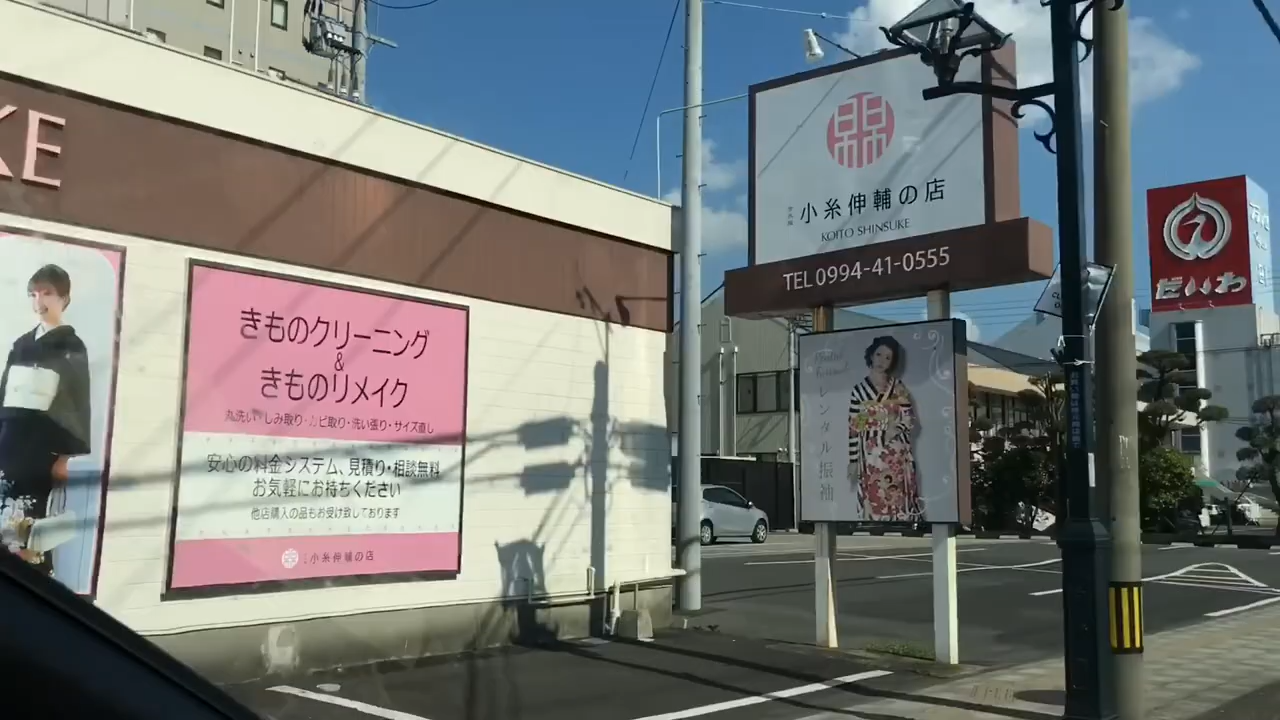 KE
きものクリーニング
&
きものリメイク
丸洗い・しみ取り・カビ取り・洗い張り・サイズ直し
安心の料金システム、見積り・相談無料
お気軽にお持ちください
他店購入の品もお受け致しております
小糸伸輔の店
小糸伸輔の店
KOITO SHINSUKE
TEL 0994-41-0555
レンタル振袖
だいわ